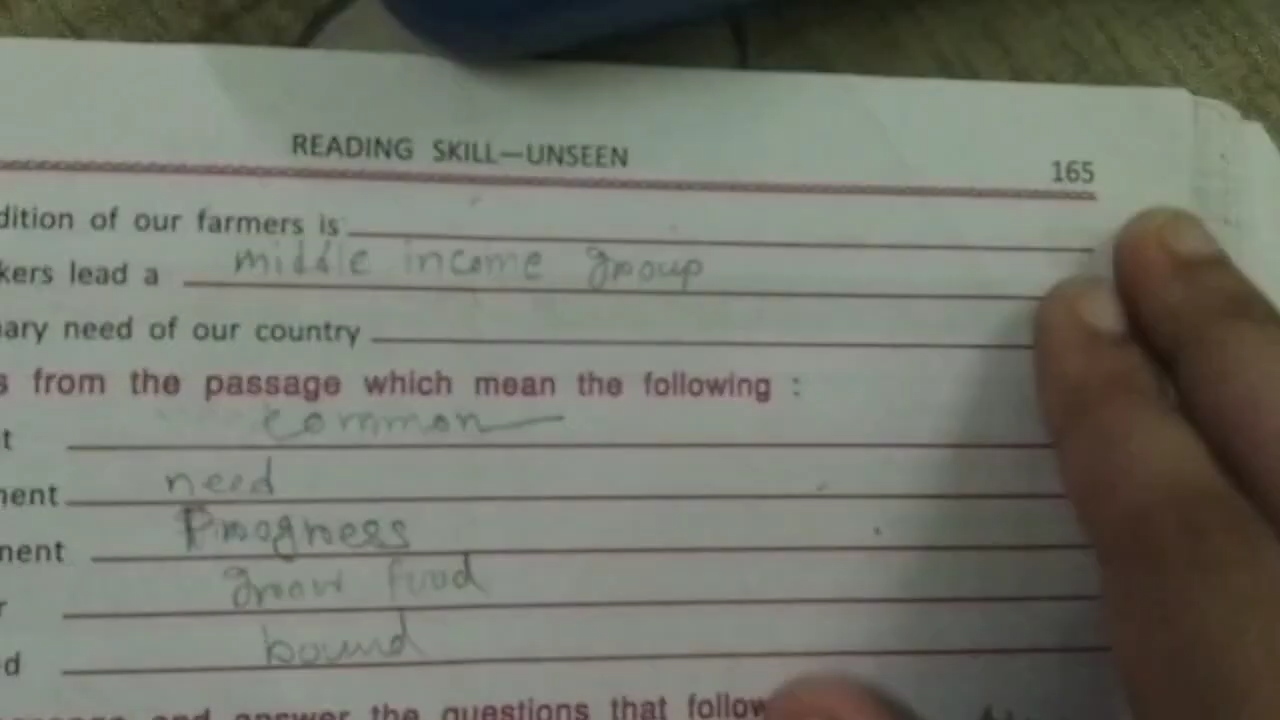 READING SKILL—UNSEEN 165
dition of our farmers is
kers lead a middle income group
ary need of our country
s from the passage which mean the following :
t common
ment need
nent Progress
r grow food
d bound
and answer the questions that follow